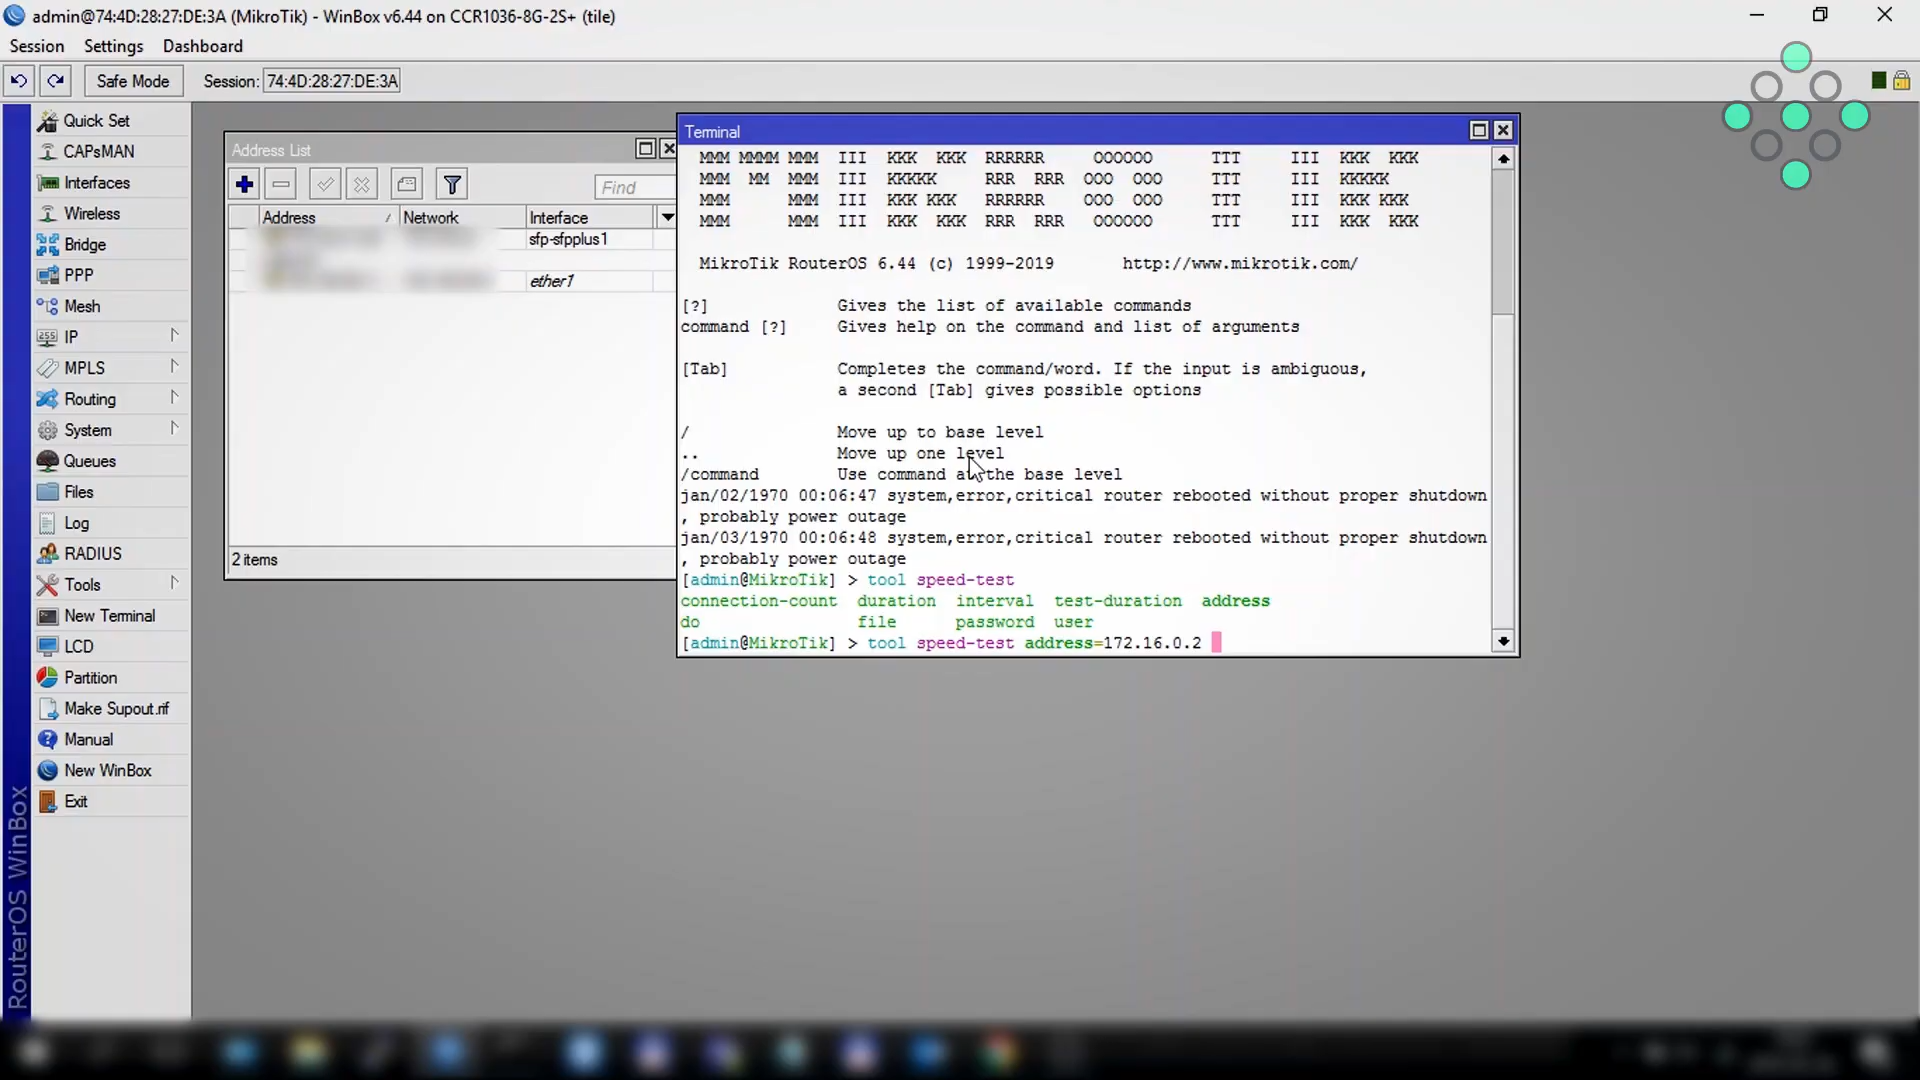 admin@74:4D:28:27:DE:3A (MikroTik) - WinBox v6.44 on CCR1036-8G-2S+ (tile)
Session Settings Dashboard
Safe Mode Session: 74:4D:28:27:DE:3A
Quick Set
CAPsMAN
Interfaces
Wireless
Bridge
PPP
Mesh
IP
MPLS
Routing
System
Queues
Files
Log
RADIUS
Tools
New Terminal
LCD
Partition
Make Supout.rif
Manual
New WinBox
Exit
RouterOS WinBox
Address List
Find
Address Network Interface
sfp-sfpplus1
ether1
2 items
Terminal
MMM MMMM MMM III KKK KKK RRRRRR OOOOOO TTT III KKK KKK
MMM MM MMM III KKKKK RRR RRR OOO OOO TTT III KKKKK
MMM MMM III KKK KKK RRRRRR OOO OOO TTT III KKK KKK
MMM MMM III KKK KKK RRR RRR OOOOOO TTT III KKK KKK
MikroTik RouterOS 6.44 (c) 1999-2019 http://www.mikrotik.com/
[?] Gives the list of available commands
command [?] Gives help on the command and list of arguments
[Tab] Completes the command/word. If the input is ambiguous,
a second [Tab] gives possible options
/ Move up to base level
.. Move up one level
/command Use command at the base level
jan/02/1970 00:06:47 system,error,critical router rebooted without proper shutdown
, probably power outage
jan/03/1970 00:06:48 system,error,critical router rebooted without proper shutdown
, probably power outage
[admin@MikroTik] > tool speed-test
connection-count duration interval test-duration address
do file password user
[admin@MikroTik] > tool speed-test address=172.16.0.2